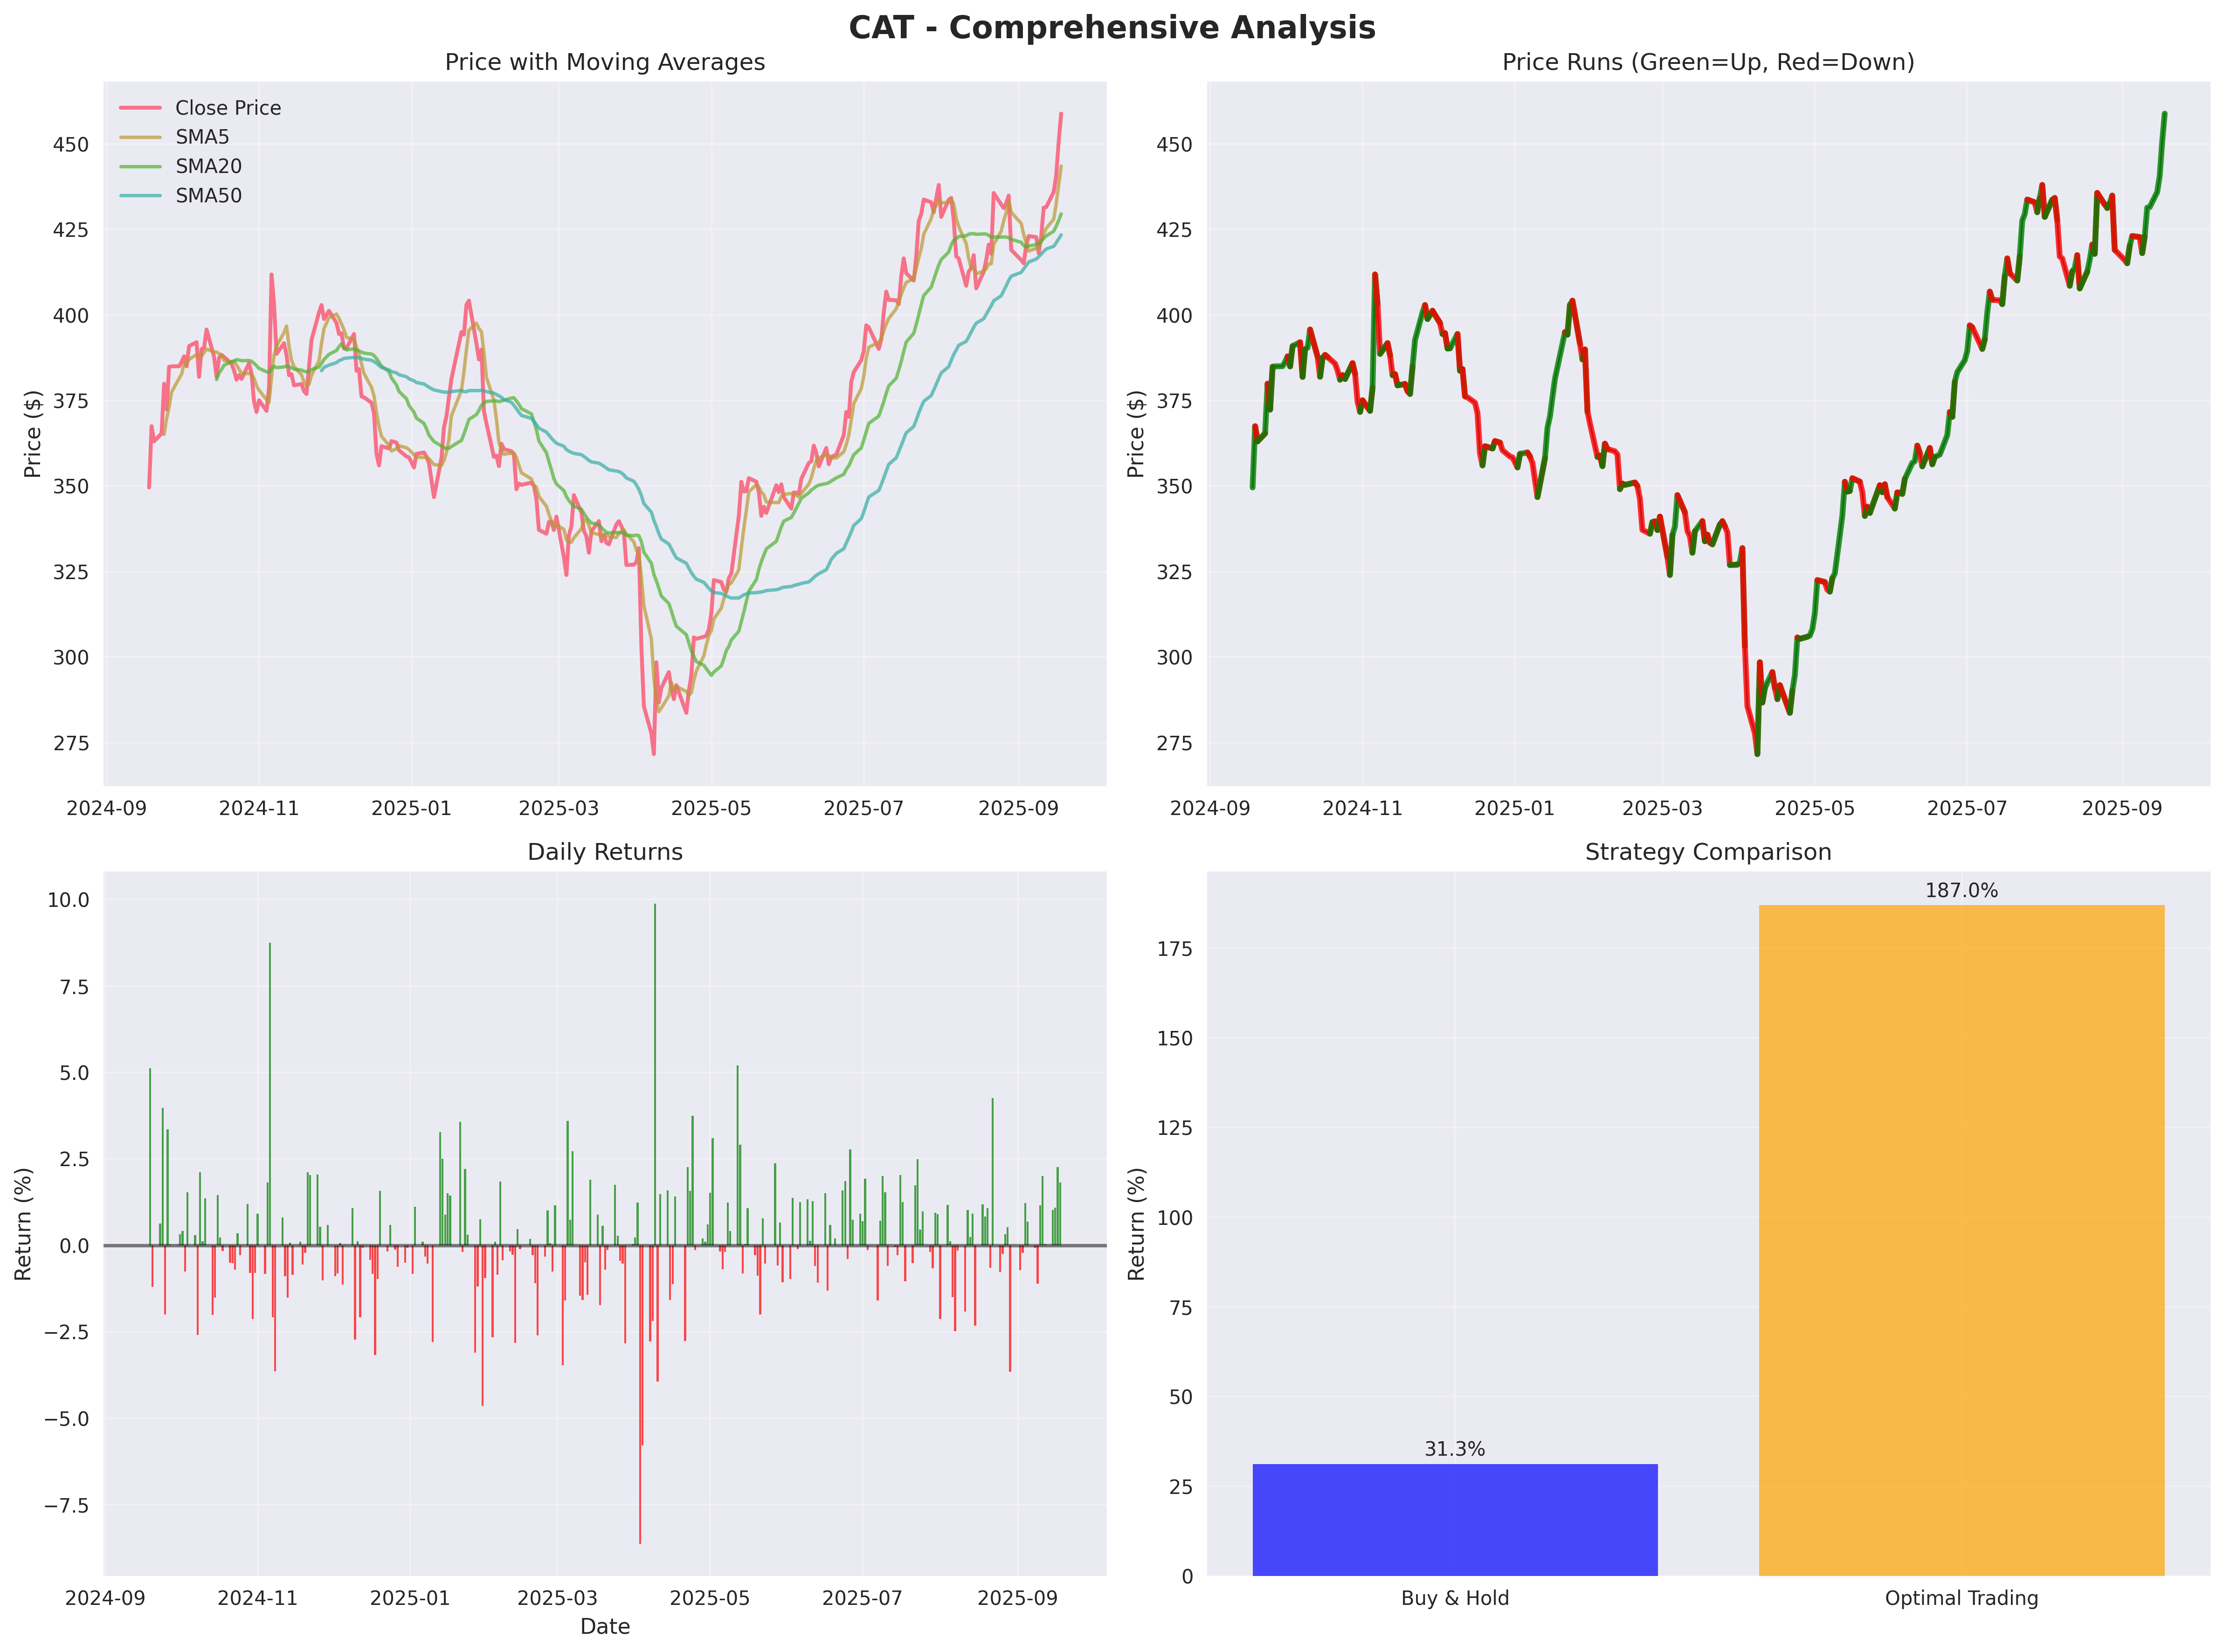 CAT - Comprehensive Analysis
Price with Moving Averages
Close Price
SMA5
SMA20
SMA50
Price ($)
450
425
400
375
350
325
300
275
2024-09 2024-11 2025-01 2025-03 2025-05 2025-07 2025-09
Price Runs (Green=Up, Red=Down)
Price ($)
450
425
400
375
350
325
300
275
2024-09 2024-11 2025-01 2025-03 2025-05 2025-07 2025-09
Daily Returns
Return (%)
10.0
7.5
5.0
2.5
0.0
−2.5
−5.0
−7.5
2024-09 2024-11 2025-01 2025-03 2025-05 2025-07 2025-09
Date
Strategy Comparison
Return (%)
187.0%
175
150
125
100
75
50
31.3%
25
0
Buy & Hold Optimal Trading